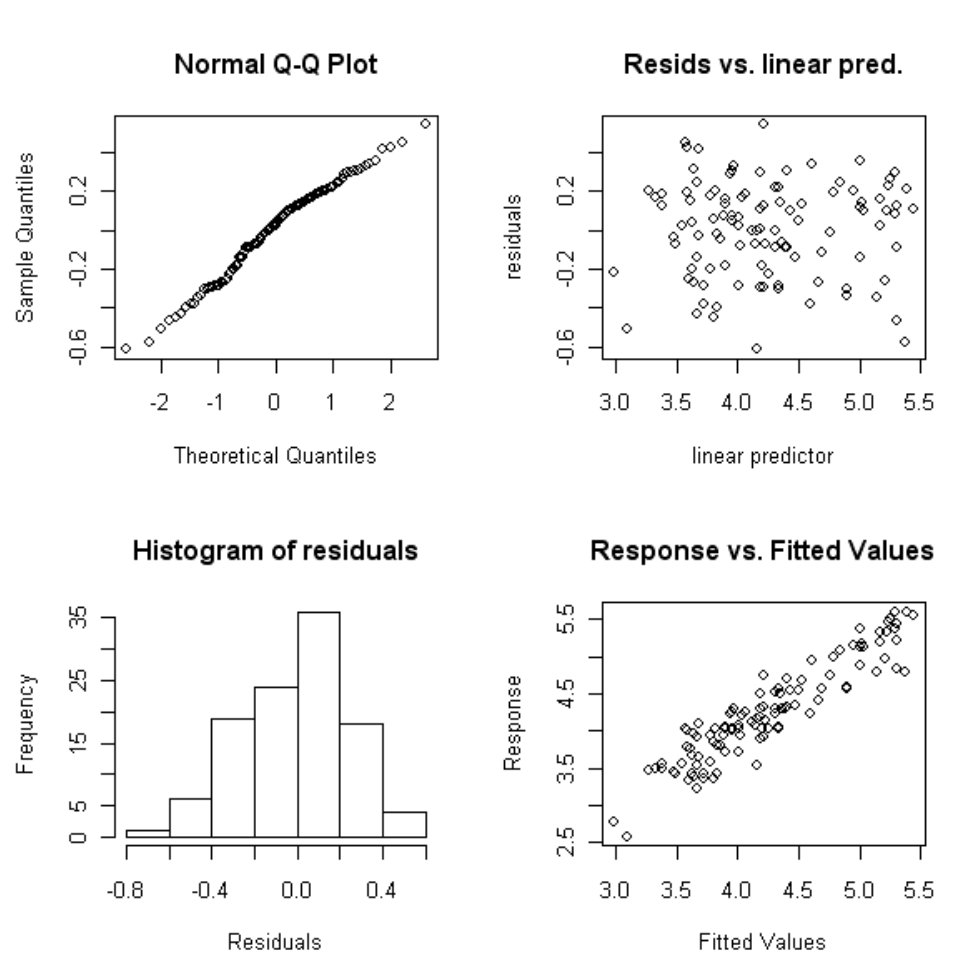 Normal Q-Q Plot
Sample Quantiles
0.2
-0.2
-0.6
-2 -1 0 1 2
Theoretical Quantiles
Resids vs. linear pred.
residuals
0.2
-0.2
-0.6
3.0 3.5 4.0 4.5 5.0 5.5
linear predictor
Histogram of residuals
Frequency
35
25
15
5
0
-0.8 -0.4 0.0 0.4
Residuals
Response vs. Fitted Values
Response
5.5
4.5
3.5
2.5
3.0 3.5 4.0 4.5 5.0 5.5
Fitted Values